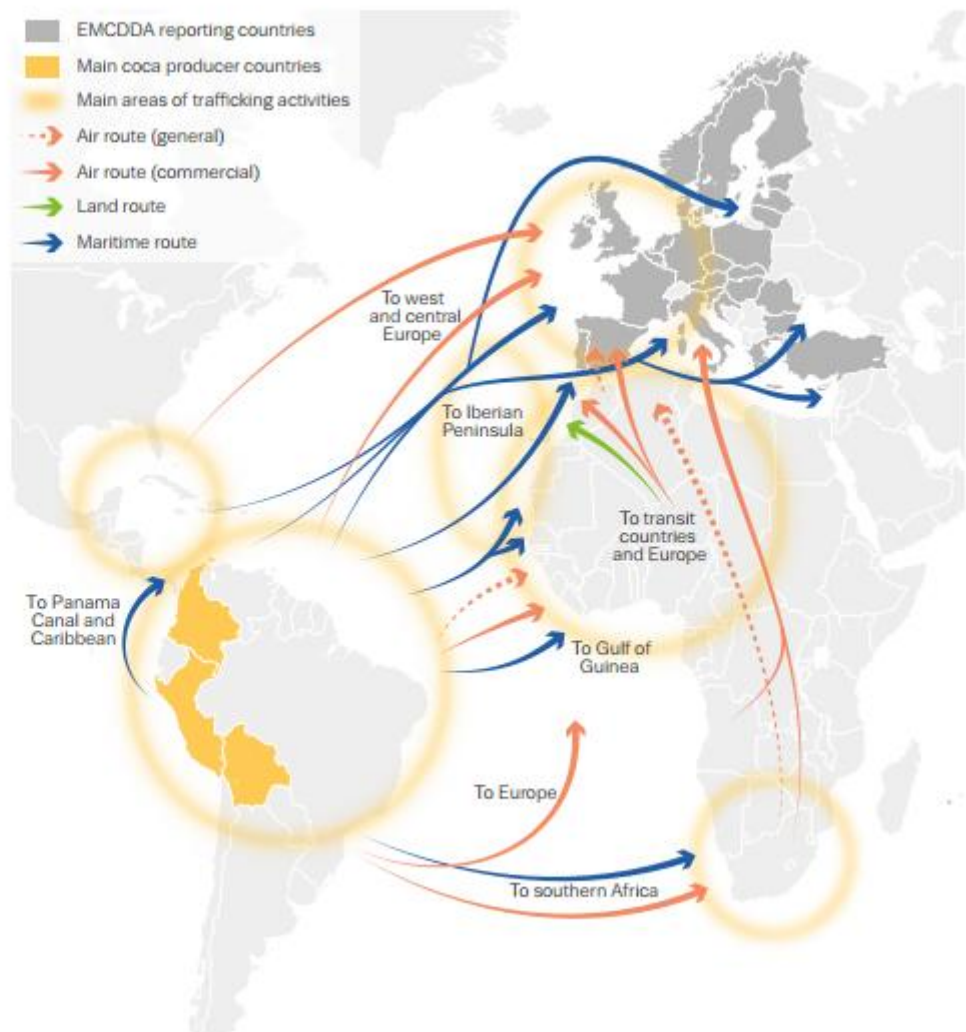 EMCDDA reporting countries
Main coca producer countries
Main areas of trafficking activities
Air route (general)
Air route (commercial)
Land route
Maritime route
To west
and central
Europe
To Iberian
Peninsula
To transit
countries
and Europe
To Panama
Canal and
Caribbean
To Gulf of
Guinea
To Europe
To southern Africa